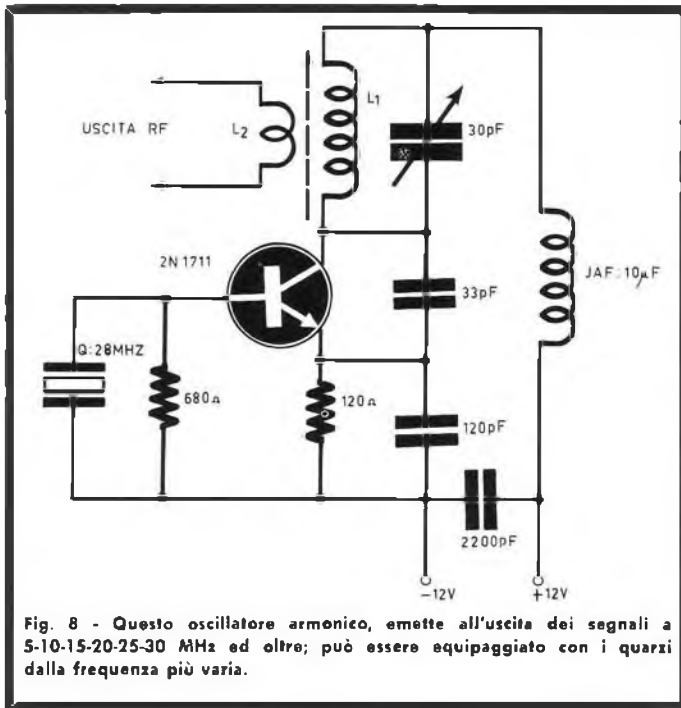 L1
30pF
USCITA RF
L2
2N 1711
JAF:10µF
33pF
Q:28MHZ
680Ω
120Ω
120pF
2200pF
-12V
+12V
Fig. 8 - Questo oscillatore armonico, emette all'uscita dei segnali a
5-10-15-20-25-30 MHz ed oltre; può essere equipaggiato con i quarzi
dalla frequenza più varia.